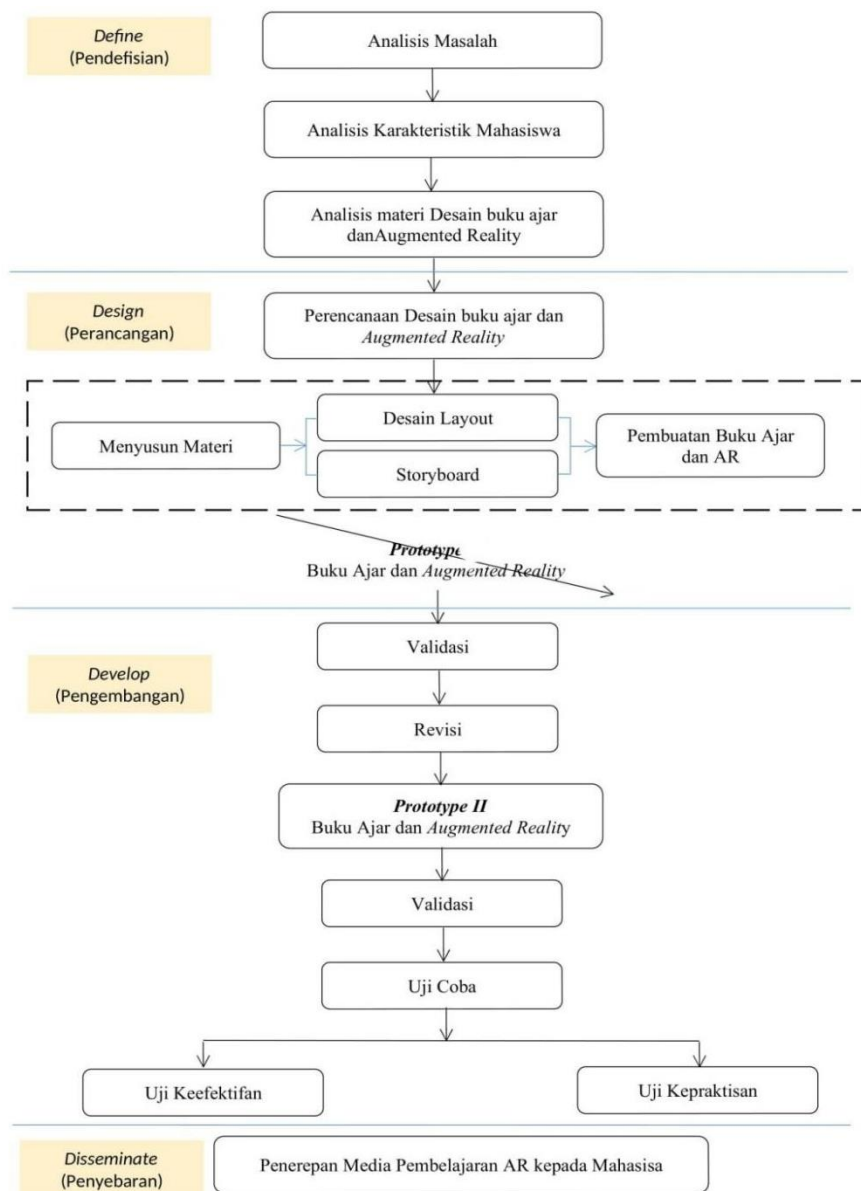 Define
(Pendefisian)
Analisis Masalah
Analisis Karakteristik Mahasiswa
Analisis materi Desain buku ajar
danAugmented Reality
Design
(Perancangan)
Perencanaan Desain buku ajar dan
Augmented Reality
Menyusun Materi
Desain Layout
Storyboard
Pembuatan Buku Ajar
dan AR
Prototype
Buku Ajar dan Augmented Reality
Develop
(Pengembangan)
Validasi
Revisi
Prototype II
Buku Ajar dan Augmented Reality
Validasi
Uji Coba
Uji Keefektifan
Uji Kepraktisan
Disseminate
(Penyebaran)
Penerepan Media Pembelajaran AR kepada Mahasisa